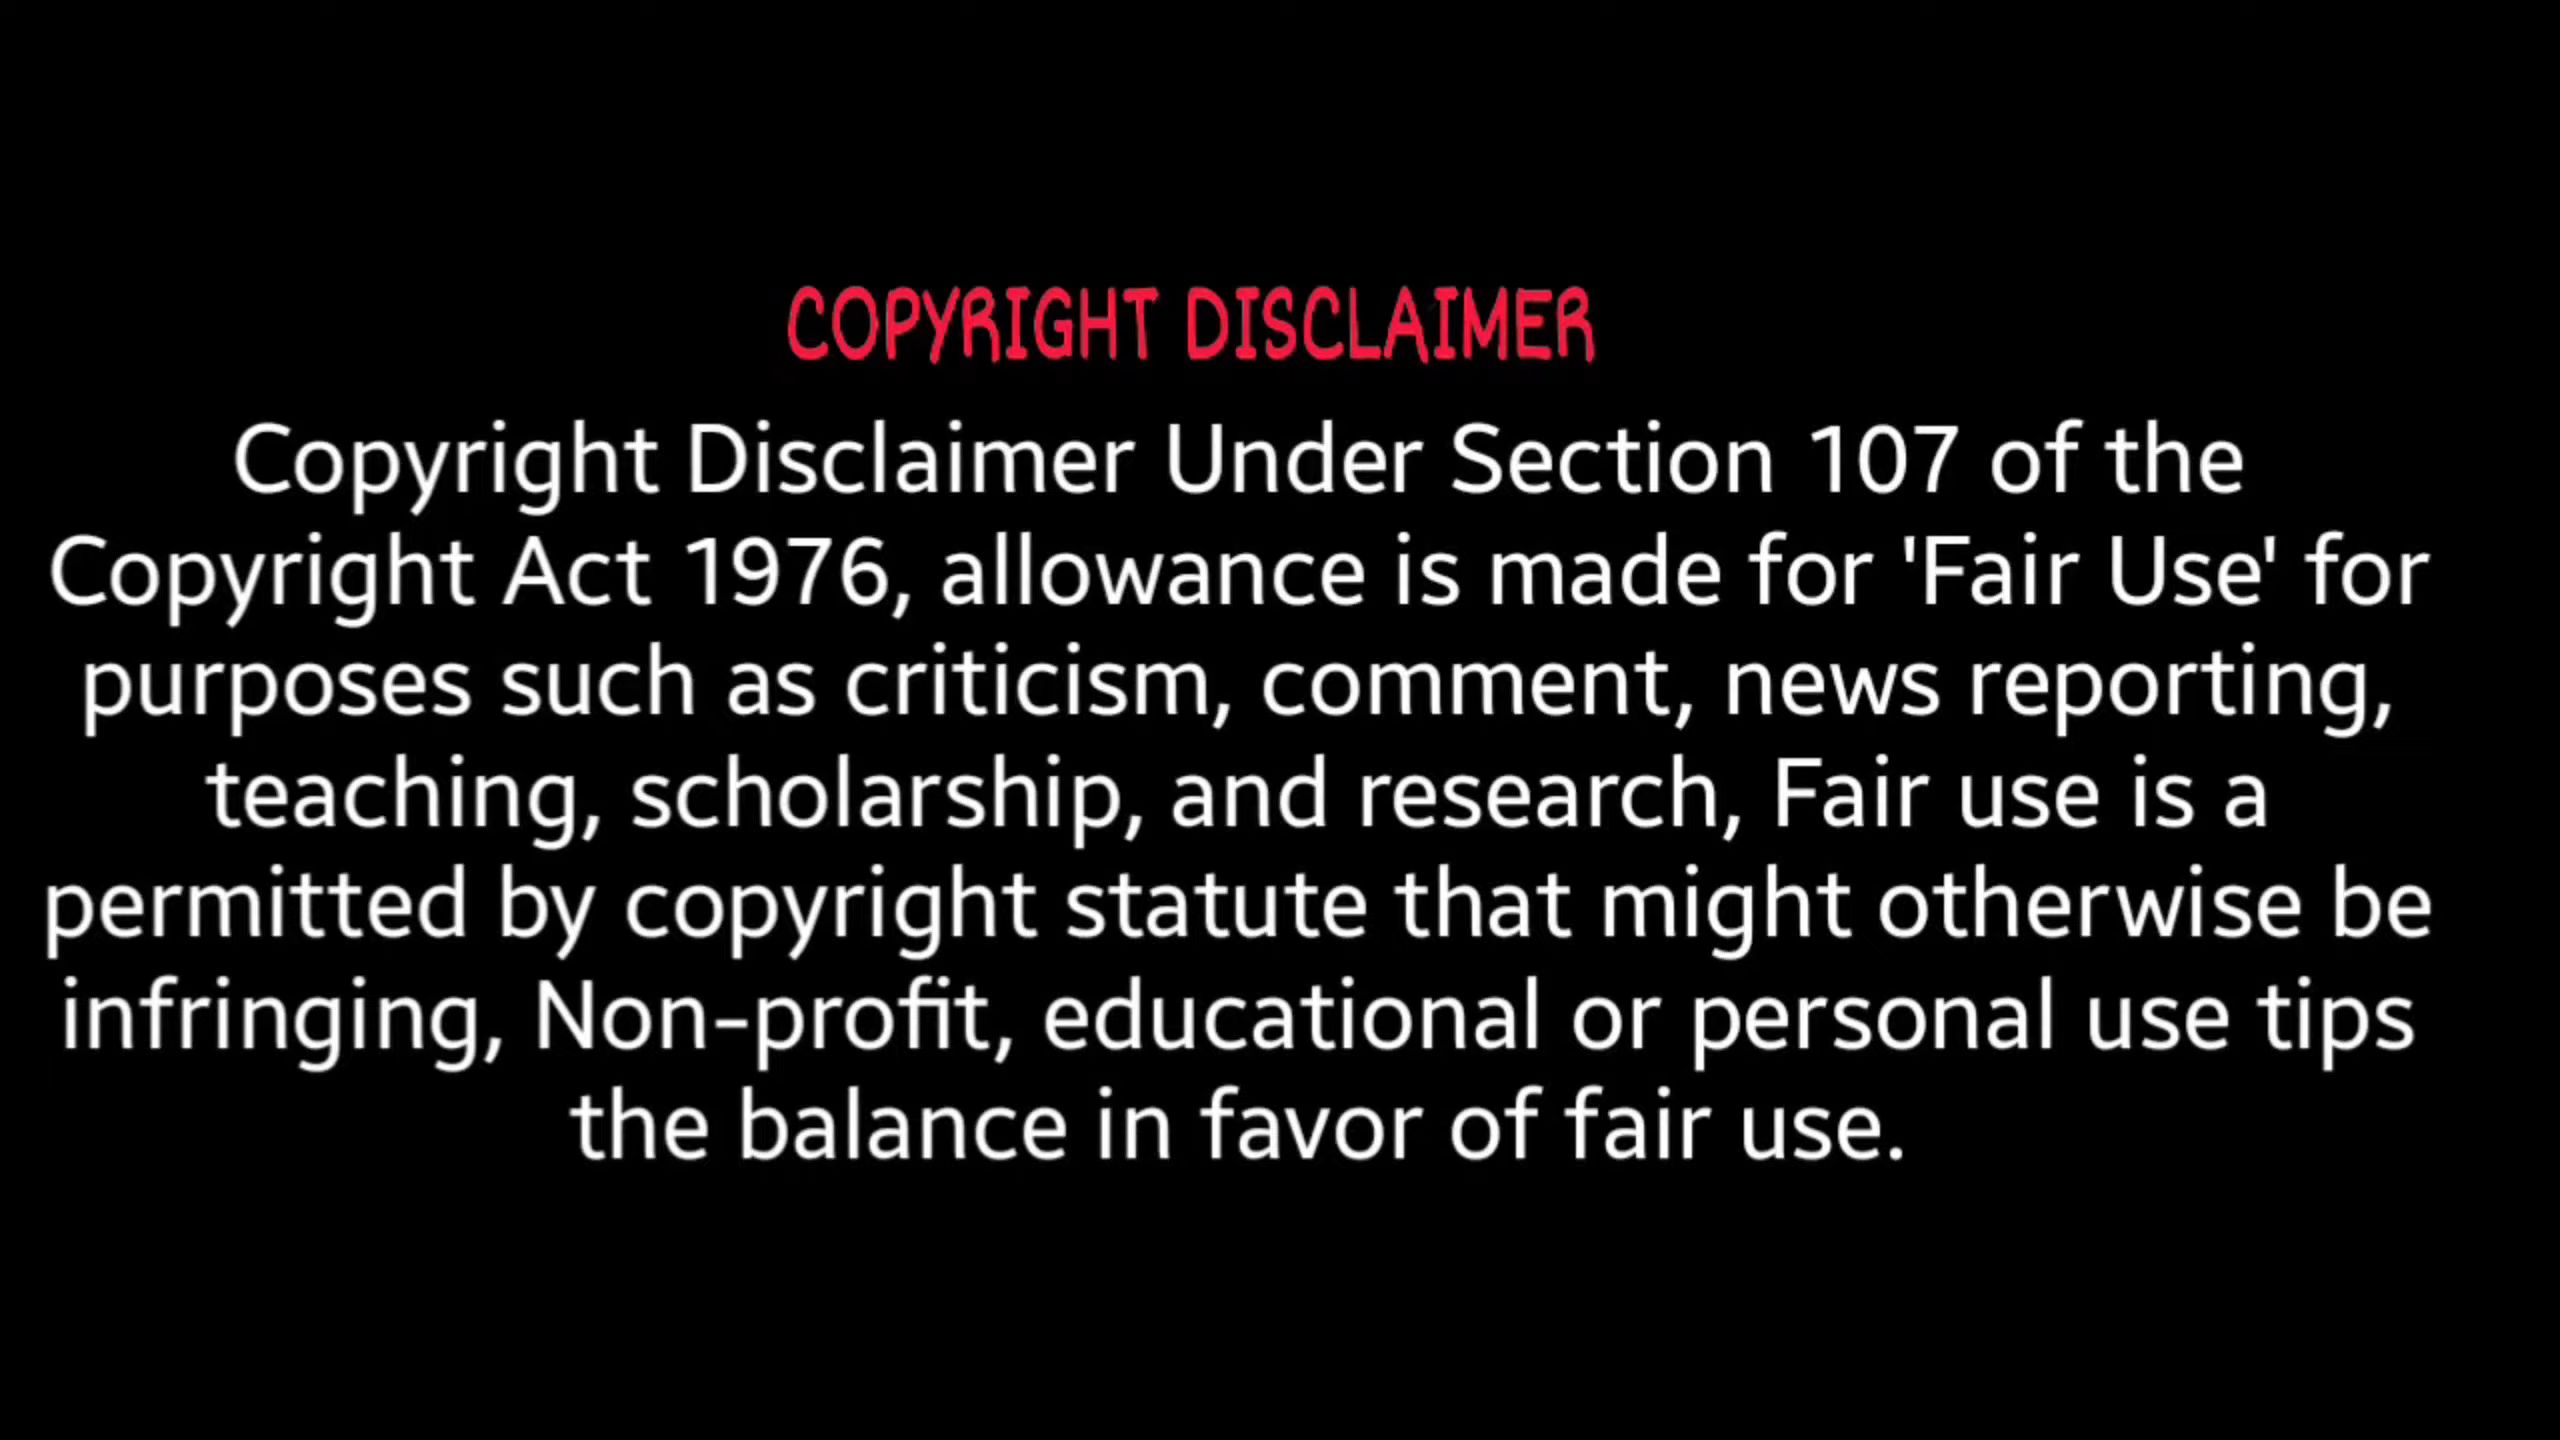 COPYRIGHT DISCLAIMER
Copyright Disclaimer Under Section 107 of the
Copyright Act 1976, allowance is made for 'Fair Use' for
purposes such as criticism, comment, news reporting,
teaching, scholarship, and research, Fair use is a
permitted by copyright statute that might otherwise be
infringing, Non-profit, educational or personal use tips
the balance in favor of fair use.